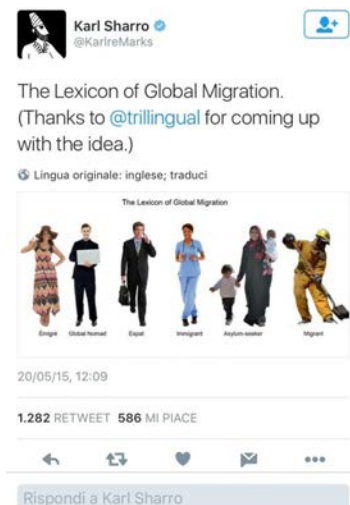 Karl Sharro
@KarlreMarks
The Lexicon of Global Migration.
(Thanks to @trillingual for coming up
with the idea.)
Lingua originale: inglese; traduci
The Lexicon of Global Migration
Émigré Global Nomad Expat Immigrant Asylum-seeker Migrant
20/05/15, 12:09
1.282 RETWEET 586 MI PIACE
Rispondi a Karl Sharro